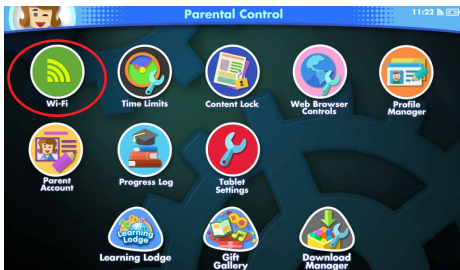 Parental Control
11:22
Wi-Fi
Time Limits
Content Lock
Web Browser
Controls
Profile
Manager
Parent
Account
Progress Log
Tablet
Settings
Learning
Lodge
Learning Lodge
Gift
Gallery
Download
Manager